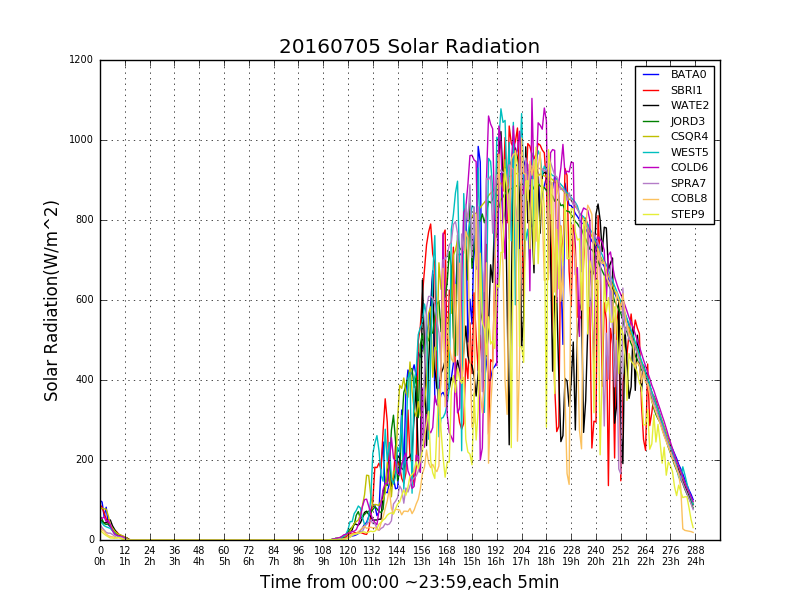 20160705 Solar Radiation
1200
1000
800
600
400
200
0
Solar Radiation(W/m^2)
BATA0
SBRI1
WATE2
JORD3
CSQR4
WEST5
COLD6
SPRA7
COBL8
STEP9
0 12 24 36 48 60 72 84 96 108 120 132 144 156 168 180 192 204 216 228 240 252 264 276 288
0h 1h 2h 3h 4h 5h 6h 7h 8h 9h 10h 11h 12h 13h 14h 15h 16h 17h 18h 19h 20h 21h 22h 23h 24h
Time from 00:00 ~23:59,each 5min